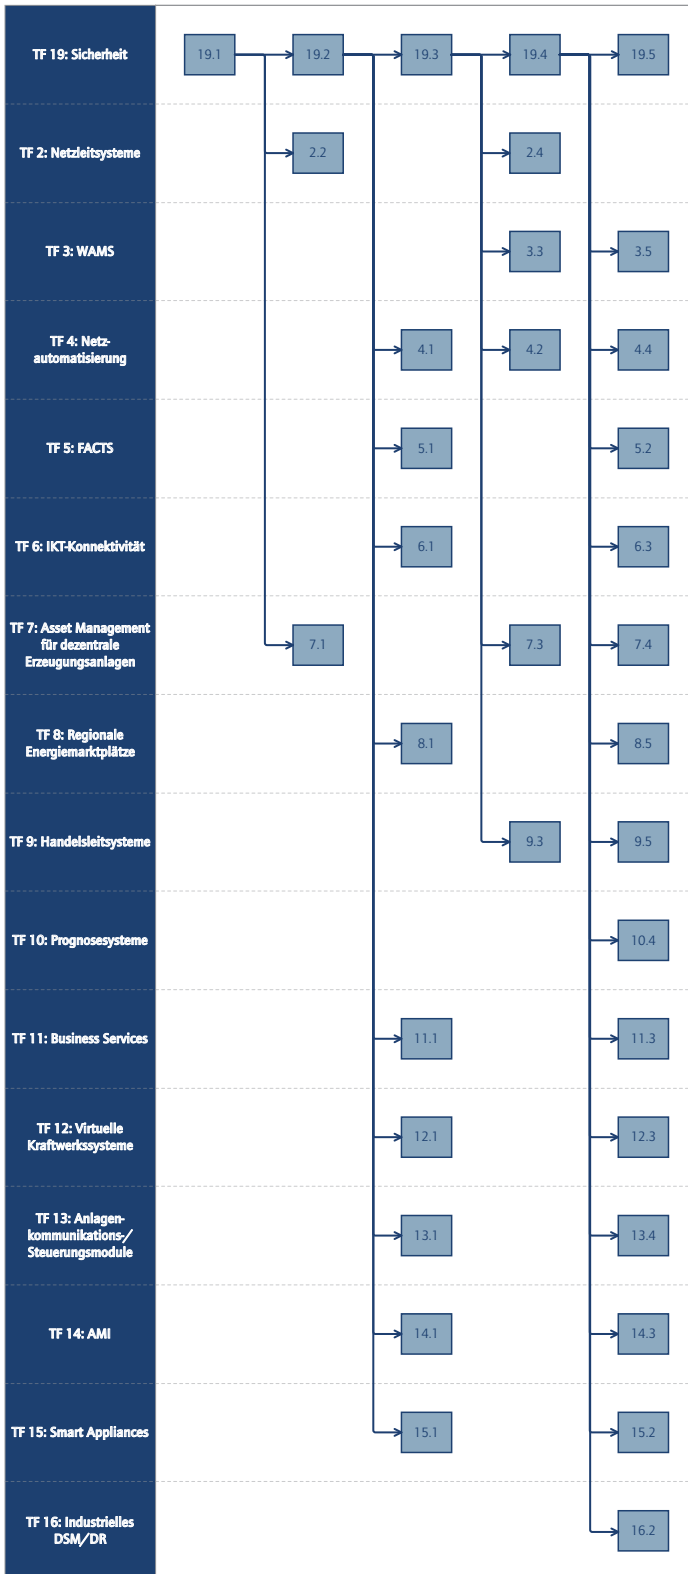 TF 19: Sicherheit 19.1 19.2 19.3 19.4 19.5
TF 2: Netzleitsysteme 2.2 2.4
TF 3: WAMS 3.3 3.5
TF 4: Netz-
automatisierung 4.1 4.2 4.4
TF 5: FACTS 5.1 5.2
TF 6: IKT-Konnektivität 6.1 6.3
TF 7: Asset Management
für dezentrale
Erzeugungsanlagen 7.1 7.3 7.4
TF 8: Regionale
Energiemarktplätze 8.1 8.5
TF 9: Handelsleitsysteme 9.3 9.5
TF 10: Prognosesysteme 10.4
TF 11: Business Services 11.1 11.3
TF 12: Virtuelle
Kraftwerkssysteme 12.1 12.3
TF 13: Anlagen-
kommunikations-/
Steuerungsmodule 13.1 13.4
TF 14: AMI 14.1 14.3
TF 15: Smart Appliances 15.1 15.2
TF 16: Industrielles
DSM/DR 16.2